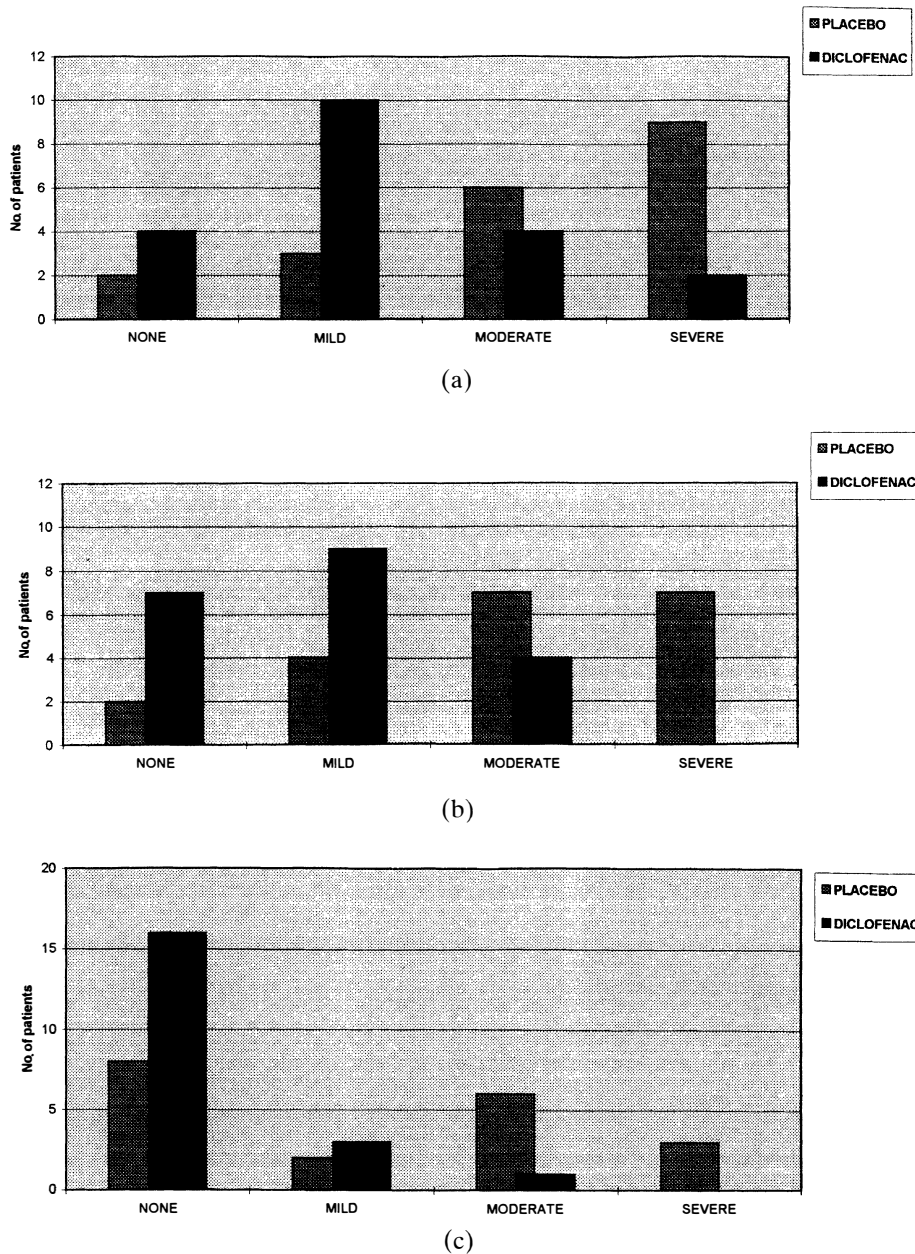 PLACEBO
DICLOFENAC
12
10
8
6
4
2
0
No. of patients
NONE MILD MODERATE SEVERE
(a)
PLACEBO
DICLOFENAC
12
10
8
6
4
2
0
No. of patients
NONE MILD MODERATE SEVERE
(b)
PLACEBO
DICLOFENAC
20
15
10
5
0
No. of patients
NONE MILD MODERATE SEVERE
(c)